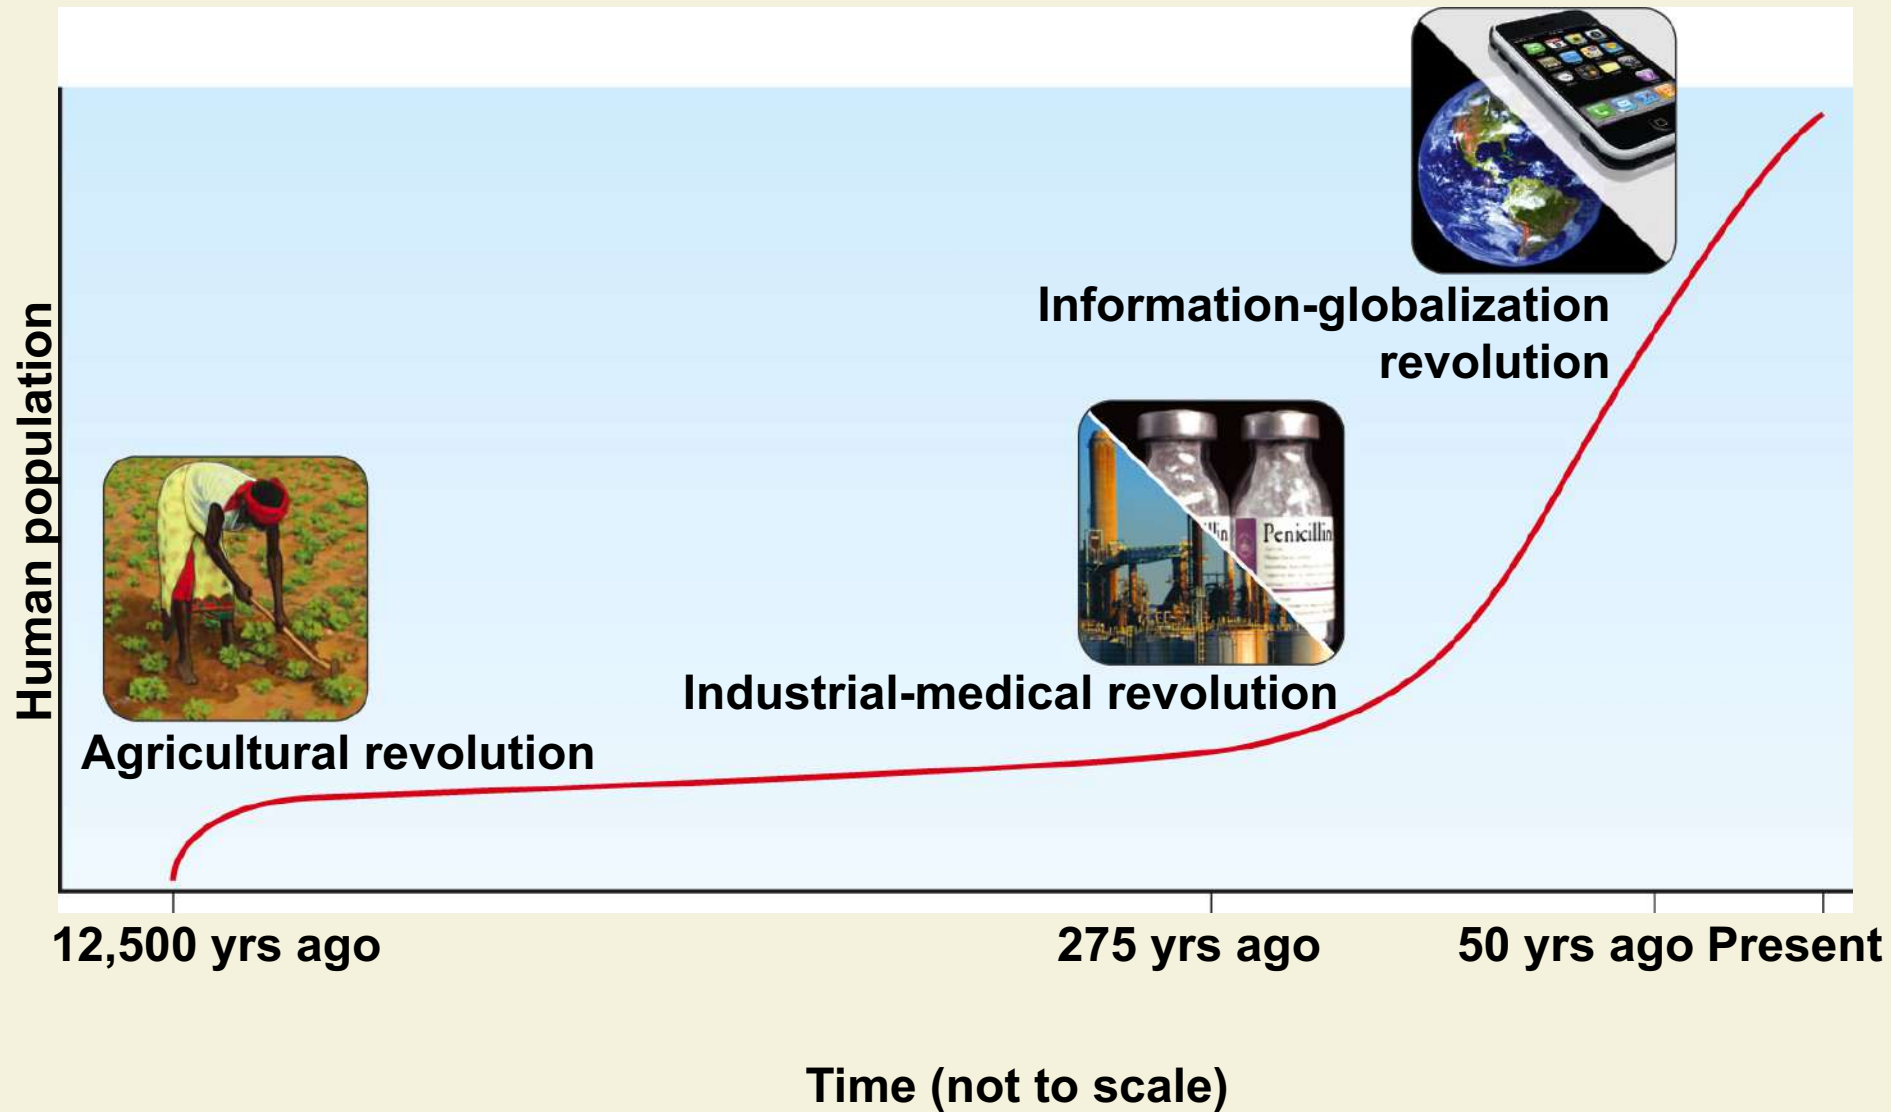 Human population
Information-globalization
revolution
Penicillin
llin
Industrial-medical revolution
Agricultural revolution
12,500 yrs ago
275 yrs ago
50 yrs ago
Present
Time (not to scale)